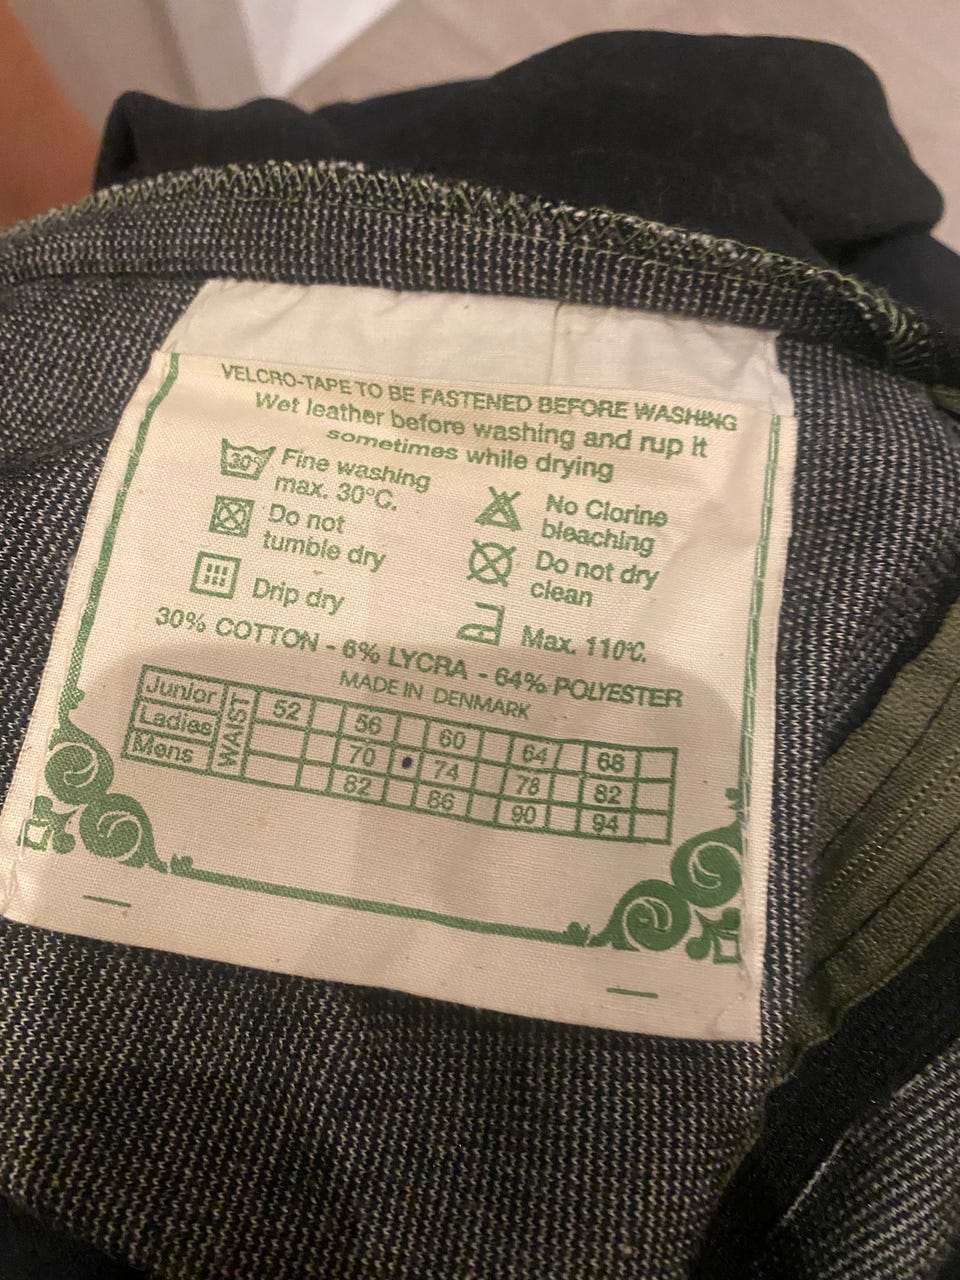 VELCRO-TAPE TO BE FASTENED BEFORE WASHING
Wet leather before washing and rup it
sometimes while drying
30°
Fine washing
max. 30°C.
No Clorine
bleaching
Do not
tumble dry
Do not dry
clean
Drip dry
Max. 110°C.
30% COTTON - 6% LYCRA - 64% POLYESTER
MADE IN DENMARK
WAST
Junior 52 56 60 64 68
Ladies 70 74 78 82
Mens 82 86 90 94